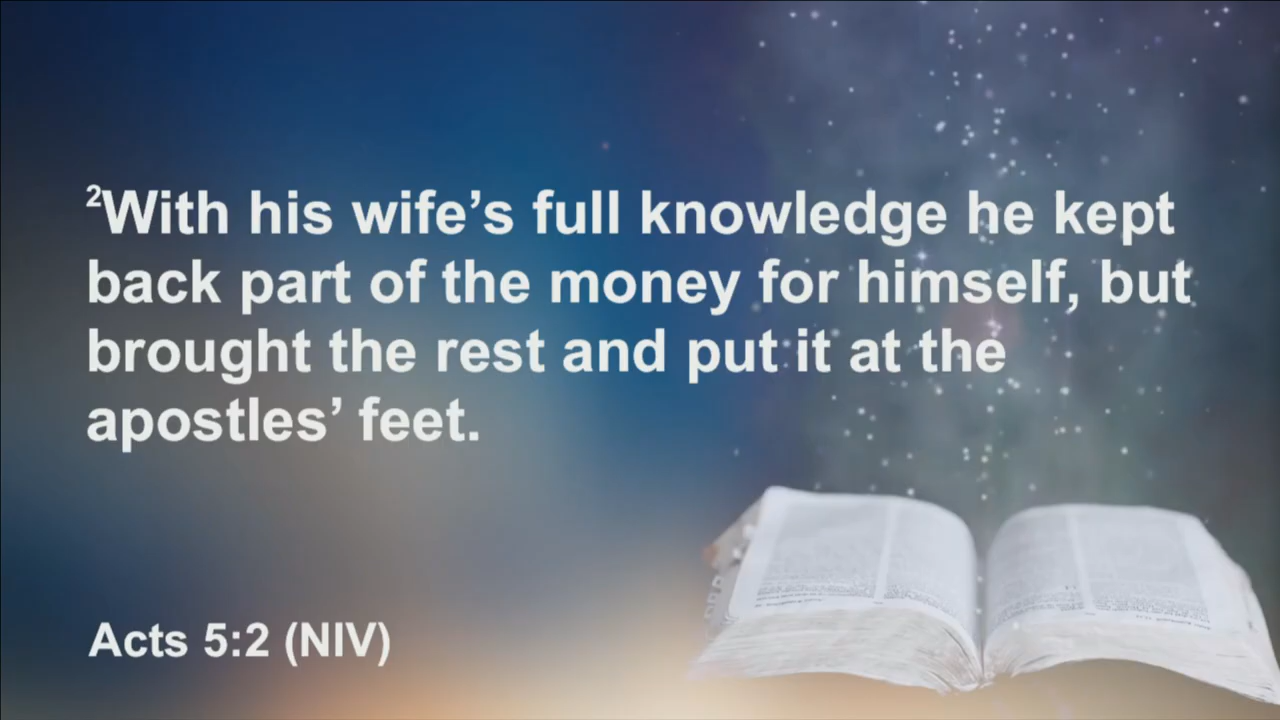 ²With his wife’s full knowledge he kept
back part of the money for himself, but
brought the rest and put it at the
apostles’ feet.
Acts 5:2 (NIV)